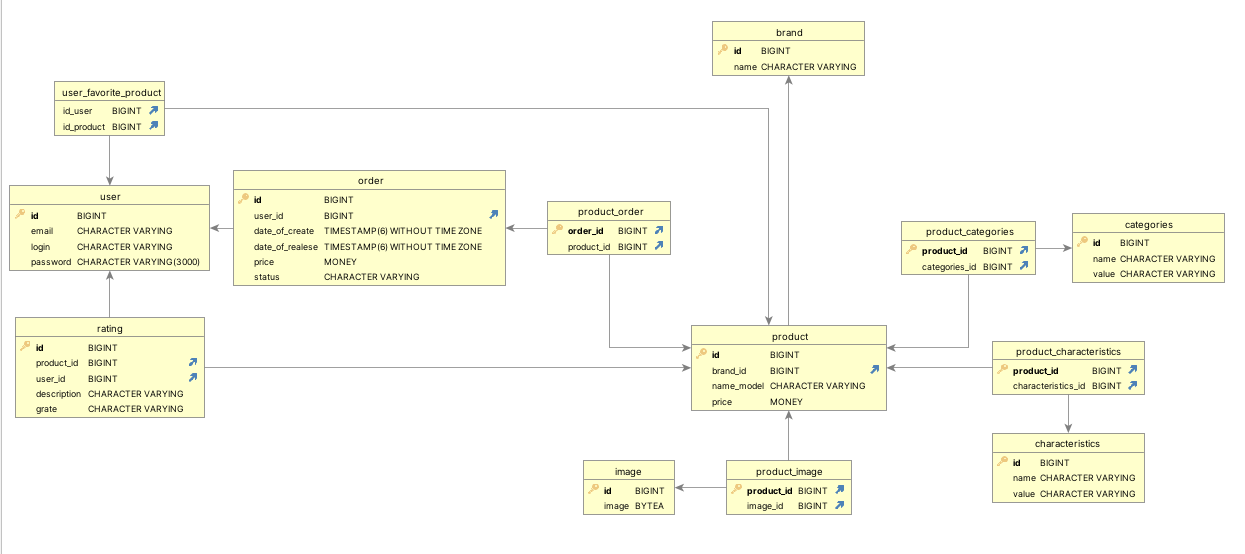 brand
id BIGINT
name CHARACTER VARYING
user_favorite_product
id_user BIGINT
id_product BIGINT
user
id BIGINT
email CHARACTER VARYING
login CHARACTER VARYING
password CHARACTER VARYING(3000)
order
id BIGINT
user_id BIGINT
date_of_create TIMESTAMP(6) WITHOUT TIME ZONE
date_of_realese TIMESTAMP(6) WITHOUT TIME ZONE
price MONEY
status CHARACTER VARYING
product_order
order_id BIGINT
product_id BIGINT
product_categories
product_id BIGINT
categories_id BIGINT
categories
id BIGINT
name CHARACTER VARYING
value CHARACTER VARYING
rating
id BIGINT
product_id BIGINT
user_id BIGINT
description CHARACTER VARYING
grate CHARACTER VARYING
product
id BIGINT
brand_id BIGINT
name_model CHARACTER VARYING
price MONEY
product_characteristics
product_id BIGINT
characteristics_id BIGINT
characteristics
id BIGINT
name CHARACTER VARYING
value CHARACTER VARYING
image
id BIGINT
image BYTEA
product_image
product_id BIGINT
image_id BIGINT